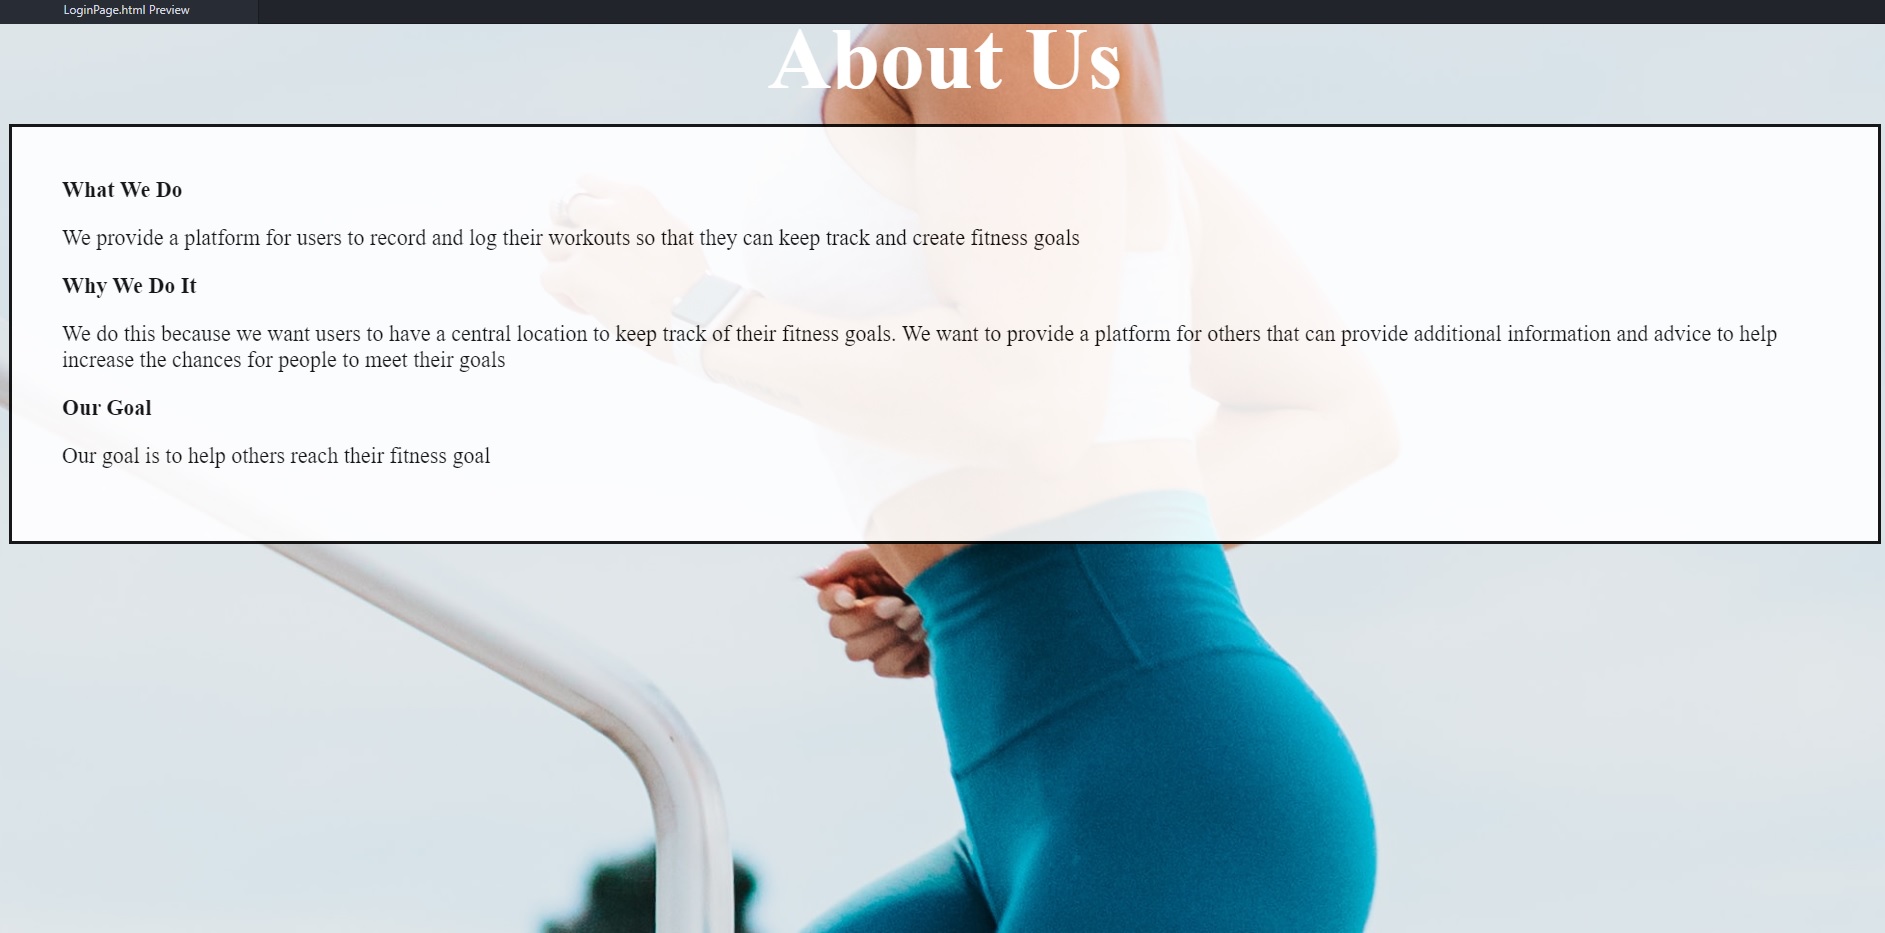 LoginPage.html Preview
About Us
What We Do
We provide a platform for users to record and log their workouts so that they can keep track and create fitness goals
Why We Do It
We do this because we want users to have a central location to keep track of their fitness goals. We want to provide a platform for others that can provide additional information and advice to help
increase the chances for people to meet their goals
Our Goal
Our goal is to help others reach their fitness goal